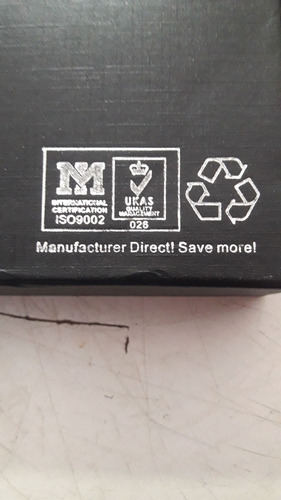 INTERNATIONAL
CERTIFICATION
ISO9002
UKAS
QUALITY
MANAGEMENT
026
Manufacturer Direct! Save more!